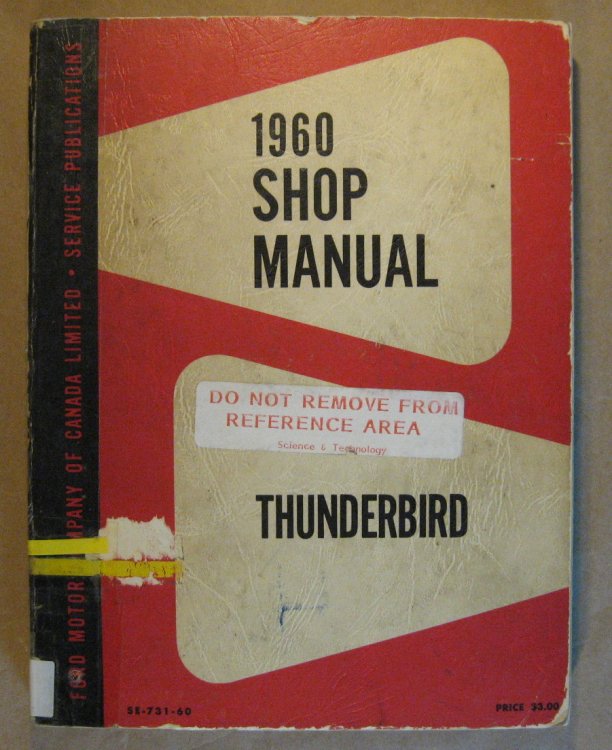 1960
SHOP
MANUAL
DO NOT REMOVE FROM
REFERENCE AREA
Science & Technology
THUNDERBIRD
SE-731-60
PRICE $3.00
FORD MOTOR COMPANY OF CANADA LIMITED • SERVICE PUBLICATIONS